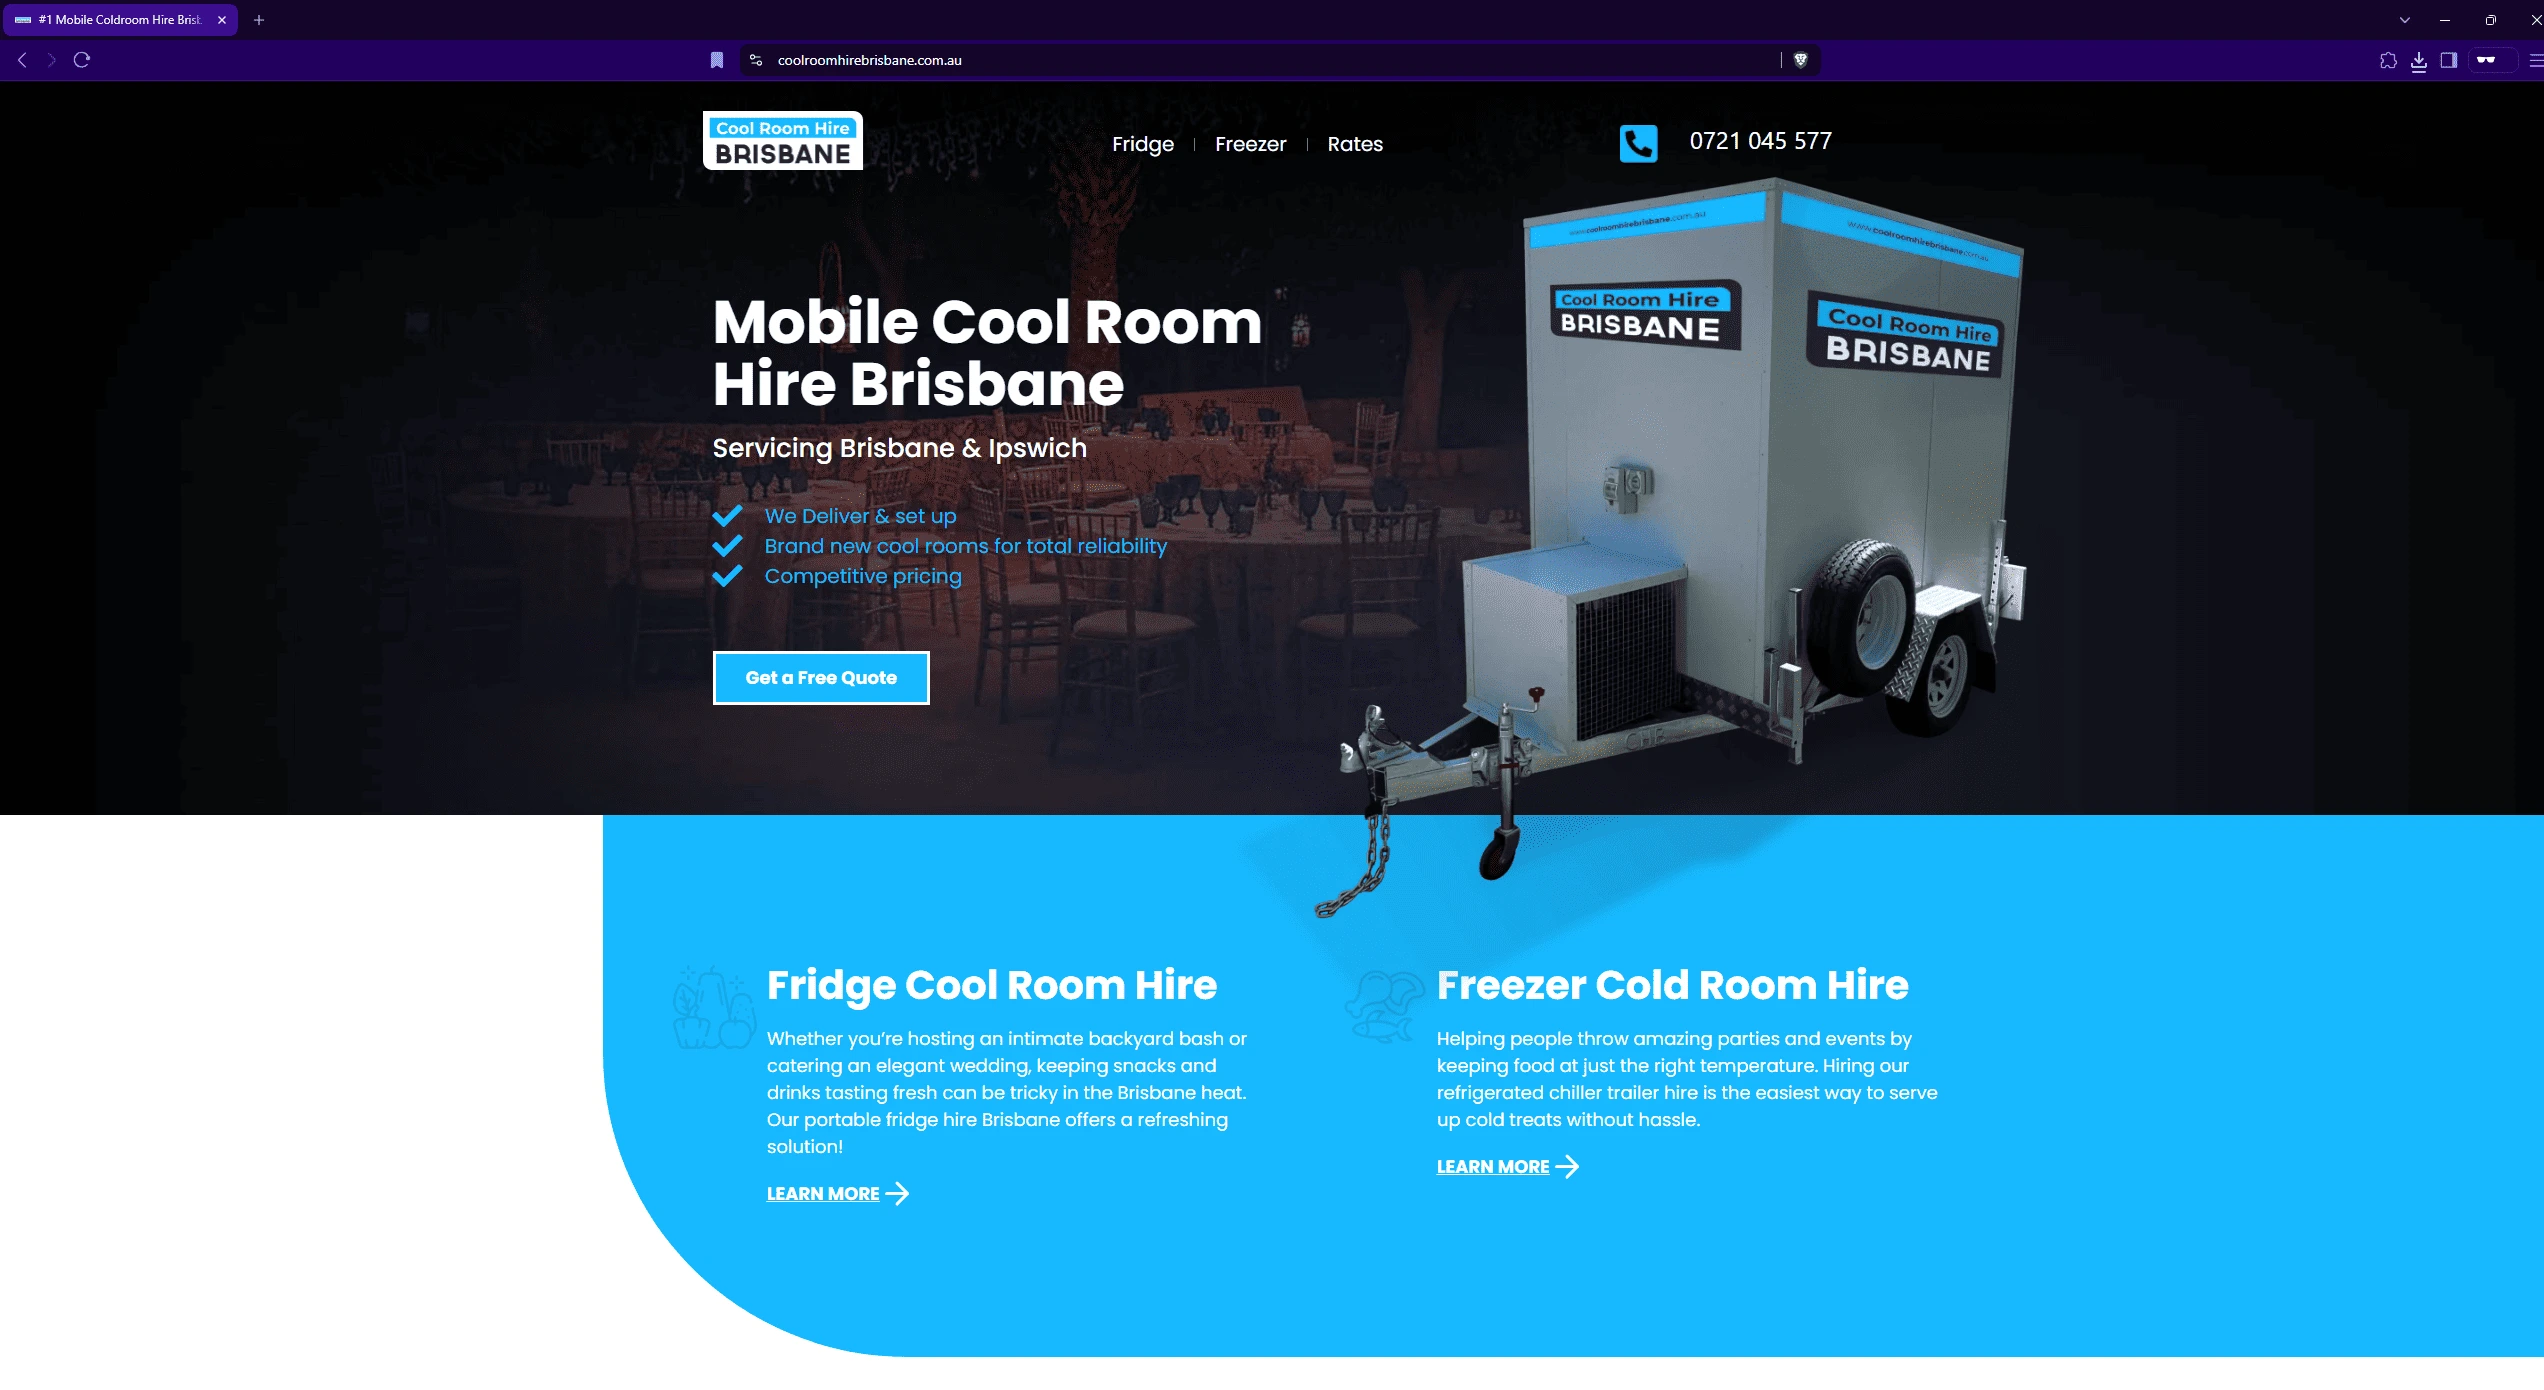 #1 Mobile Coldroom Hire Brisb
coolroomhirebrisbane.com.au
Cool Room Hire
BRISBANE
Fridge
Freezer
Rates
0721 045 577
www.coolroomhirebrisbane.com.au
www.coolroomhirebrisbane.com.au
Cool Room Hire
BRISBANE
Cool Room Hire
BRISBANE
Mobile Cool Room
Hire Brisbane
Servicing Brisbane & Ipswich
We Deliver & set up
Brand new cool rooms for total reliability
Competitive pricing
Get a Free Quote
CHB
Fridge Cool Room Hire
Whether you're hosting an intimate backyard bash or
catering an elegant wedding, keeping snacks and
drinks tasting fresh can be tricky in the Brisbane heat.
Our portable fridge hire Brisbane offers a refreshing
solution!
LEARN MORE
Freezer Cold Room Hire
Helping people throw amazing parties and events by
keeping food at just the right temperature. Hiring our
refrigerated chiller trailer hire is the easiest way to serve
up cold treats without hassle.
LEARN MORE